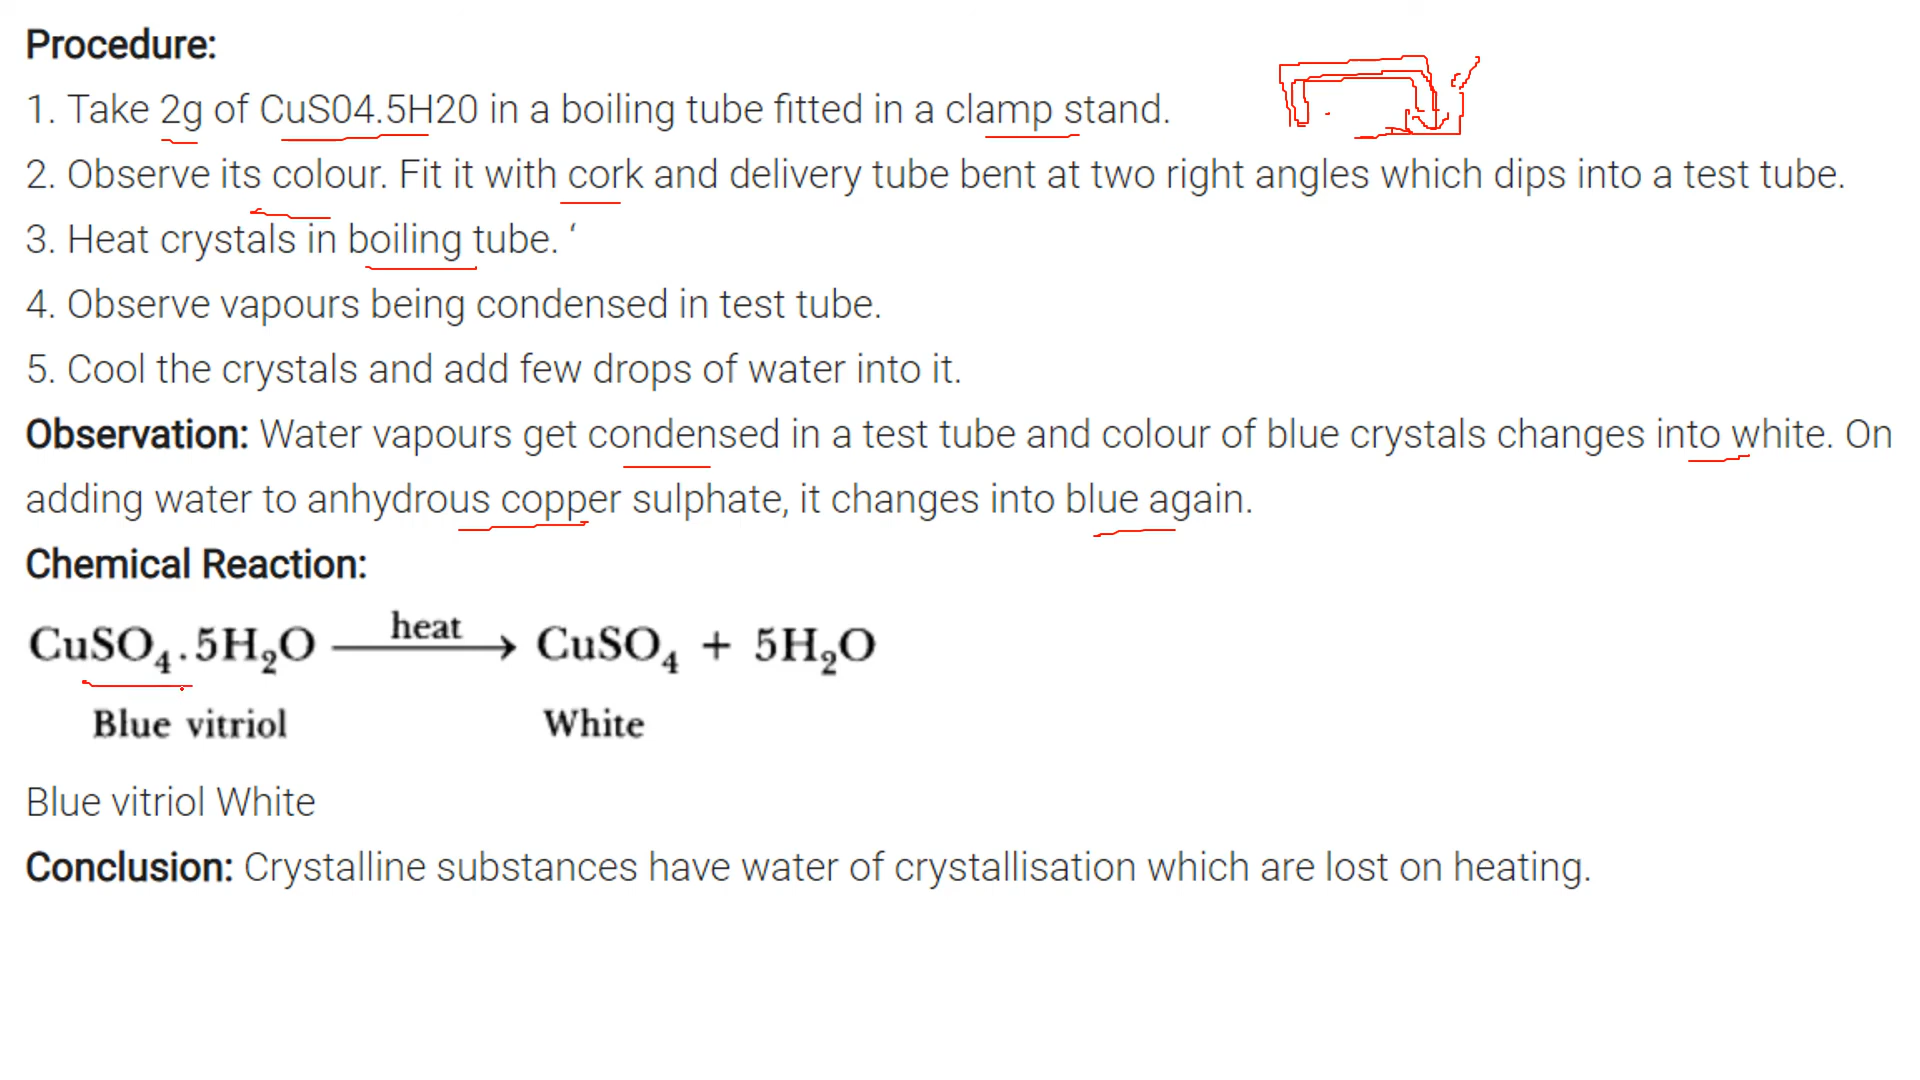 Procedure:
1. Take 2g of CuS04.5H20 in a boiling tube fitted in a clamp stand.
2. Observe its colour. Fit it with cork and delivery tube bent at two right angles which dips into a test tube.
3. Heat crystals in boiling tube. ‘
4. Observe vapours being condensed in test tube.
5. Cool the crystals and add few drops of water into it.
Observation: Water vapours get condensed in a test tube and colour of blue crystals changes into white. On
adding water to anhydrous copper sulphate, it changes into blue again.
Chemical Reaction:
CuSO₄.5H₂O —heat→ CuSO₄ + 5H₂O
Blue vitriol White
Blue vitriol White
Conclusion: Crystalline substances have water of crystallisation which are lost on heating.